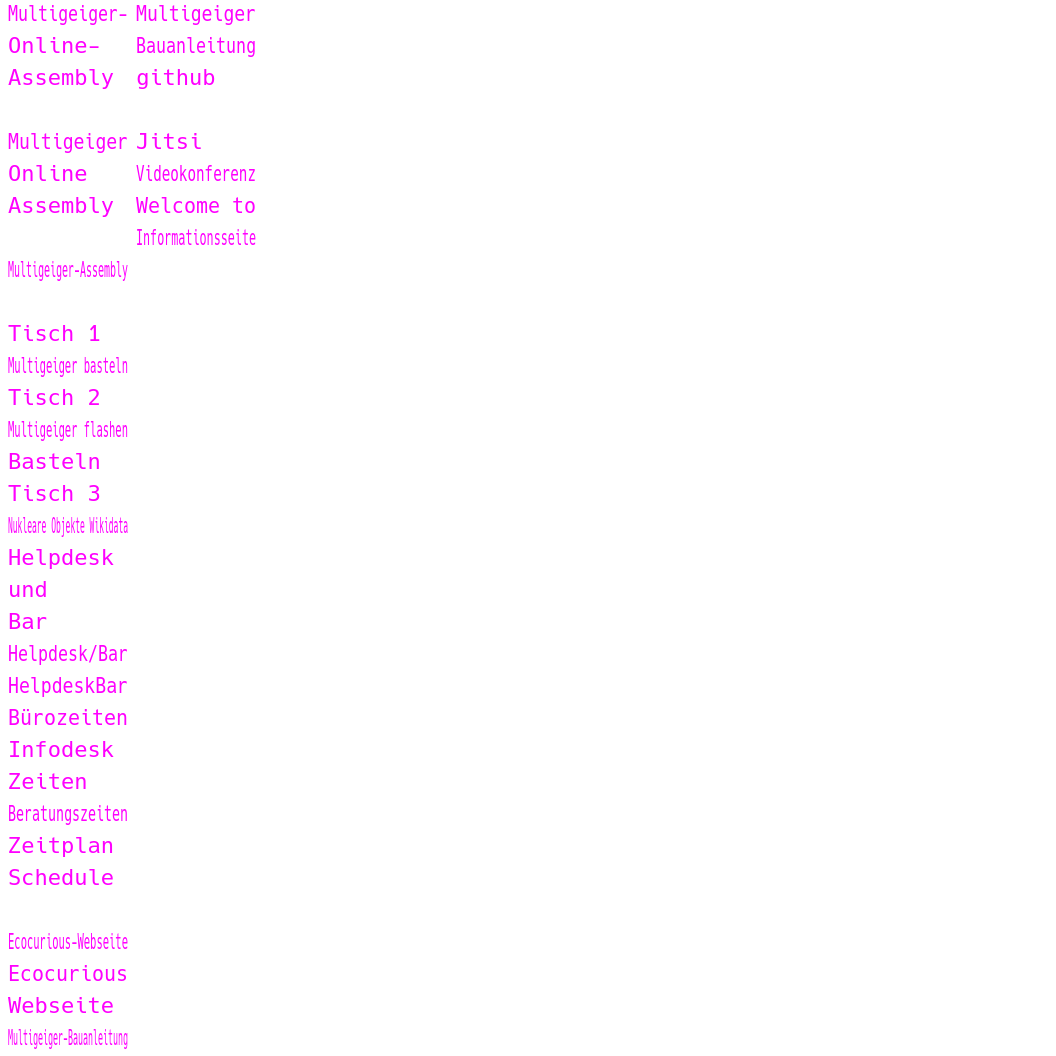 Multigeiger-
Online-
Assembly
Multigeiger
Online
Assembly
Multigeiger-Assembly
Tisch 1
Multigeiger basteln
Tisch 2
Multigeiger flashen
Basteln
Tisch 3
Nukleare Objekte Wikidata
Helpdesk
und
Bar
Helpdesk/Bar
HelpdeskBar
Bürozeiten
Infodesk
Zeiten
Beratungszeiten
Zeitplan
Schedule
Ecocurious-Webseite
Ecocurious
Webseite
Multigeiger-Bauanleitung
Multigeiger
Bauanleitung
github
Jitsi
Videokonferenz
Welcome to
Informationsseite